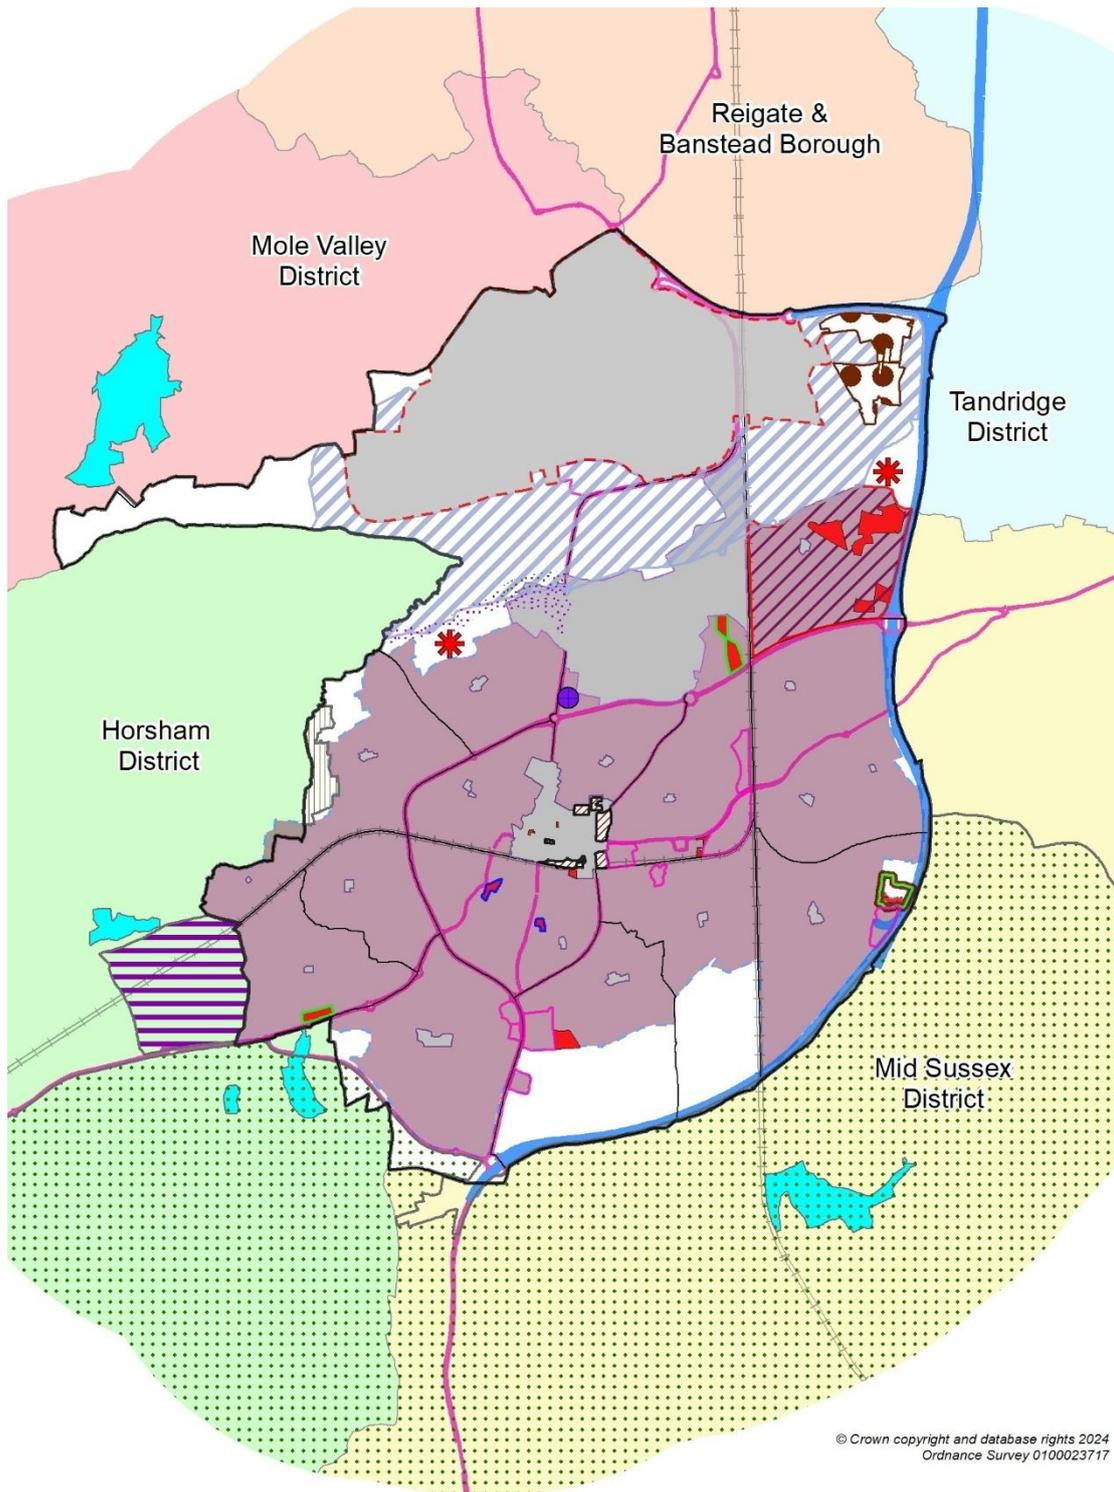 Reigate &
Banstead Borough
Mole Valley
District
Tandridge
District
Horsham
District
Mid Sussex
District
© Crown copyright and database rights 2024
Ordnance Survey 0100023717